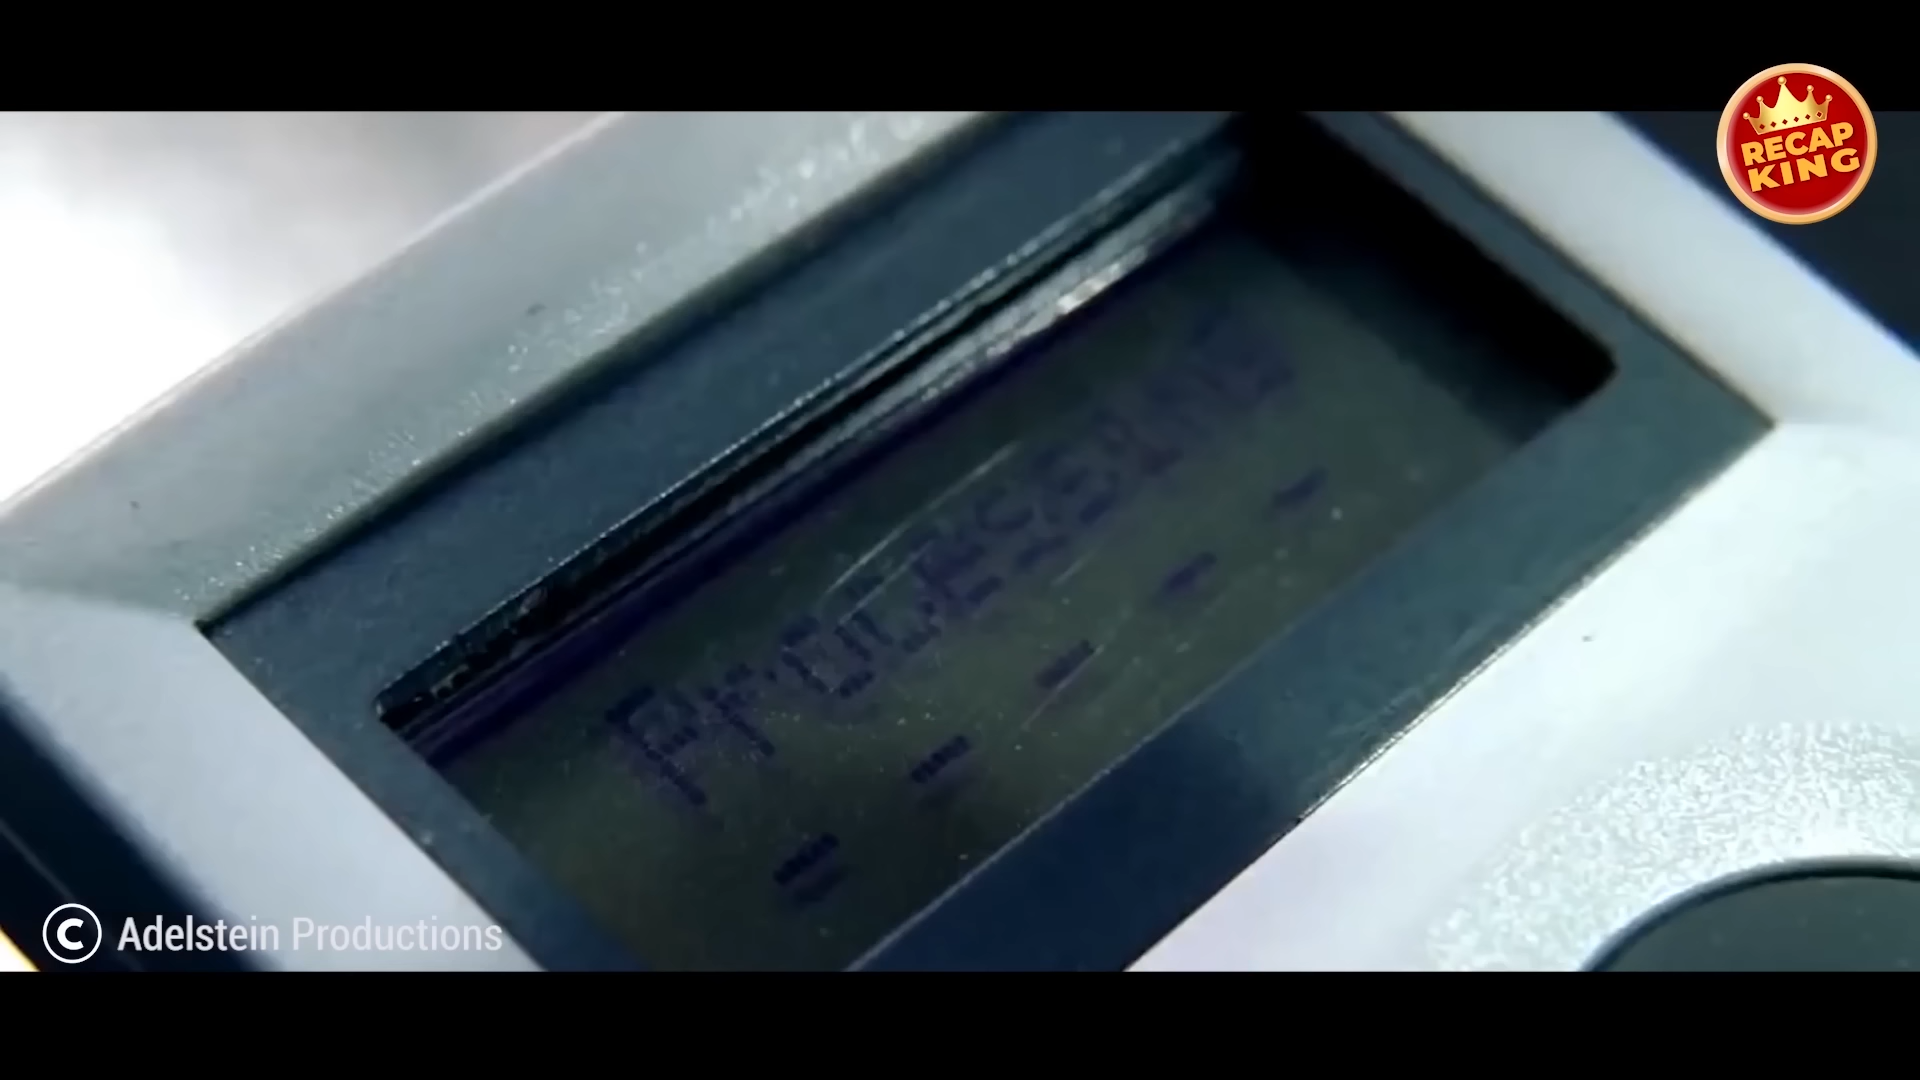 RECAP
KING
Processing
- - - - -
© Adelstein Productions